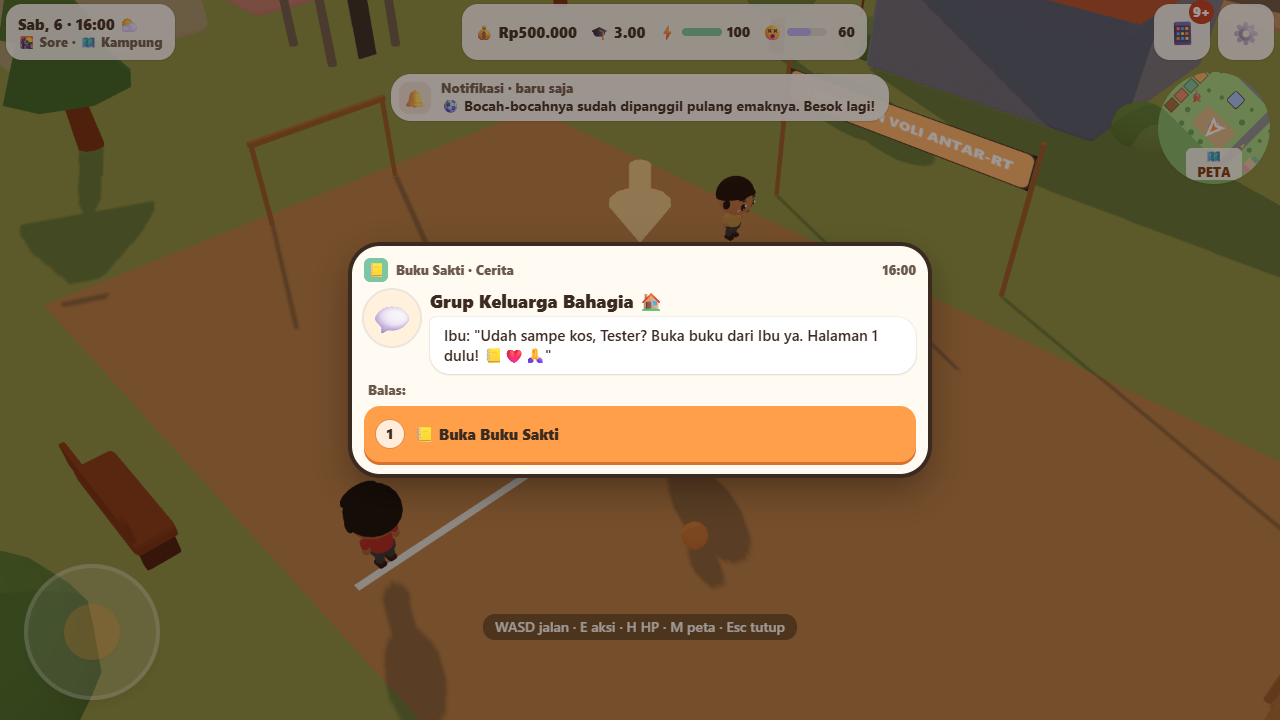 Sab, 6 · 16:00
Sore · Kampung
Rp500.000 3.00 100 60
9+
Notifikasi · baru saja
Bocah-bocahnya sudah dipanggil pulang emaknya. Besok lagi!
VOLI ANTAR-RT
PETA
Buku Sakti · Cerita 16:00
Grup Keluarga Bahagia
Ibu: "Udah sampe kos, Tester? Buka buku dari Ibu ya. Halaman 1
dulu! "
Balas:
1 Buka Buku Sakti
WASD jalan · E aksi · H HP · M peta · Esc tutup